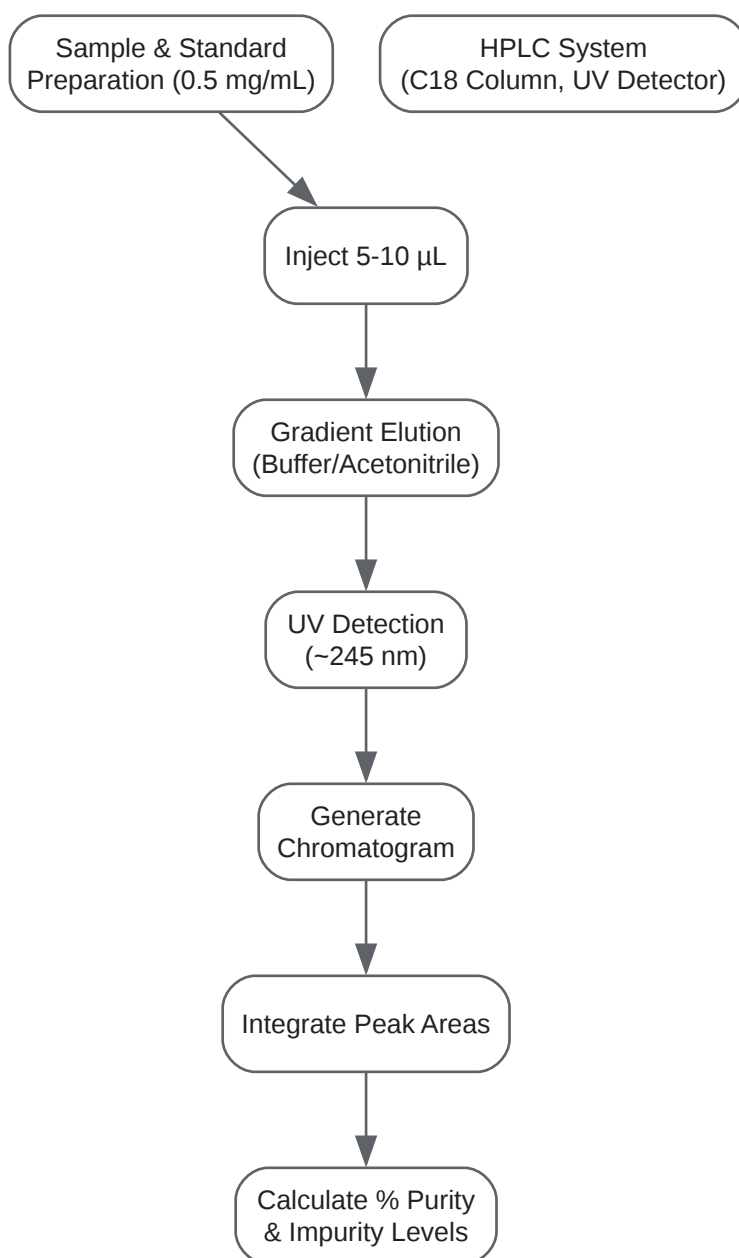 Sample & Standard
Preparation (0.5 mg/mL)
HPLC System
(C18 Column, UV Detector)
Inject 5-10 µL
Gradient Elution
(Buffer/Acetonitrile)
UV Detection
(~245 nm)
Generate
Chromatogram
Integrate Peak Areas
Calculate % Purity
& Impurity Levels